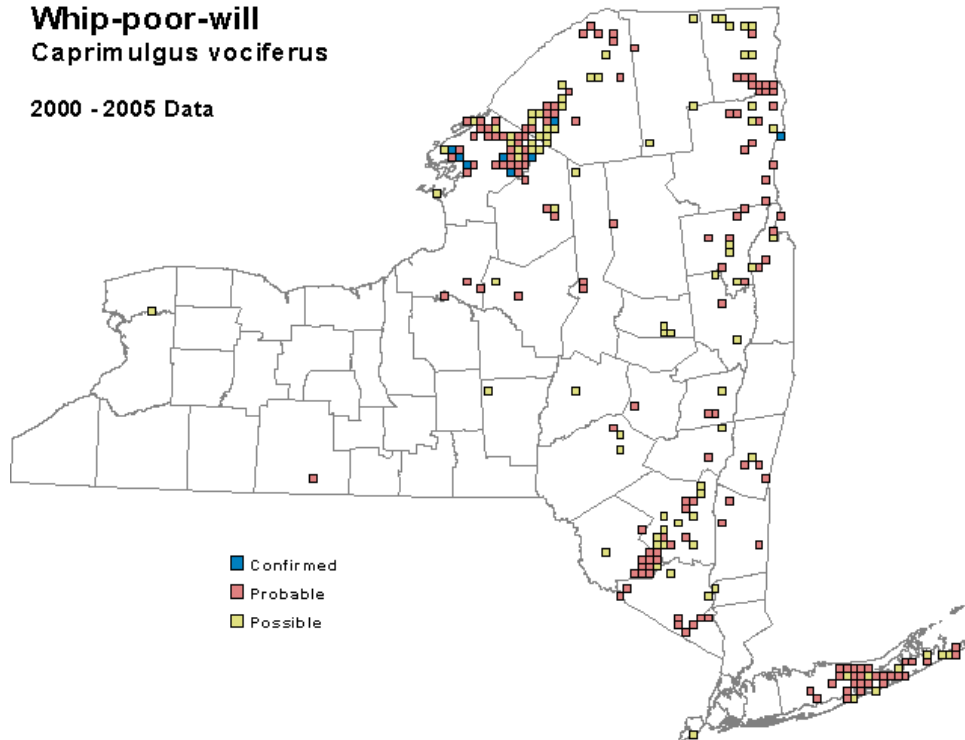 Whip-poor-will
Caprimulgus vociferus
2000 - 2005 Data
Confirmed
Probable
Possible